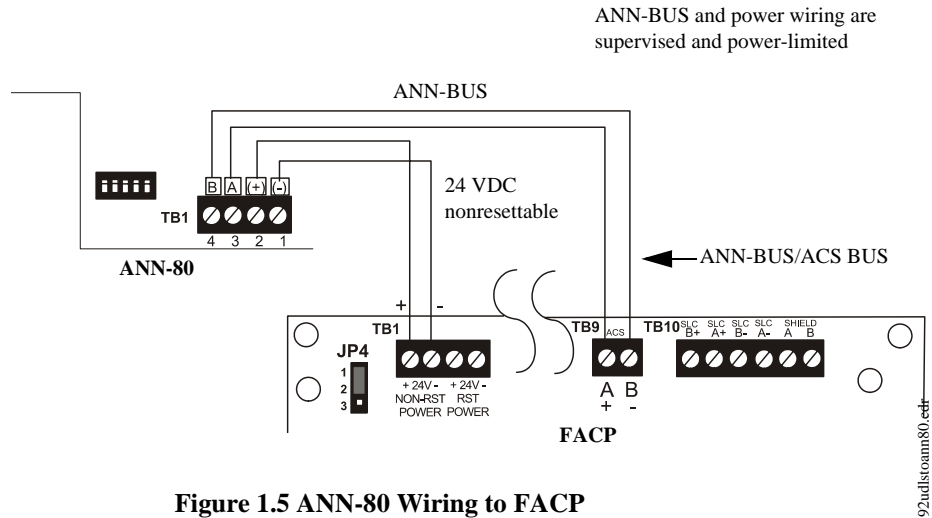 ANN-BUS and power wiring are
supervised and power-limited
ANN-BUS
B A (+) (-)
TB1
4 3 2 1
ANN-80
24 VDC
nonresettable
ANN-BUS/ACS BUS
+ -
TB1
JP4
1
2
3
+ 24V - + 24V -
NON-RST RST
POWER POWER
TB9 ACS
A B
+ -
FACP
TB10 SLC SLC SLC SLC SHIELD
B+ A+ B- A- A B
92udlstoann80.cdr
Figure 1.5 ANN-80 Wiring to FACP